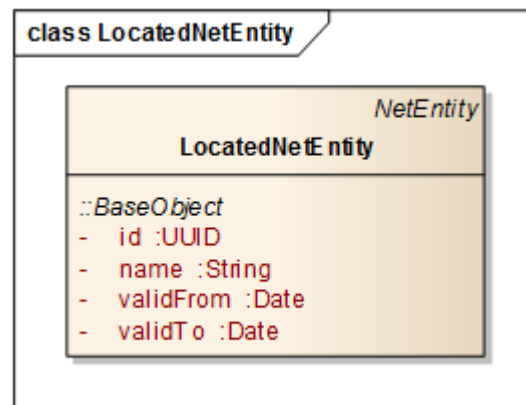 class LocatedNetEntity
NetEntity
LocatedNetEntity
::BaseObject
- id :UUID
- name :String
- validFrom :Date
- validTo :Date